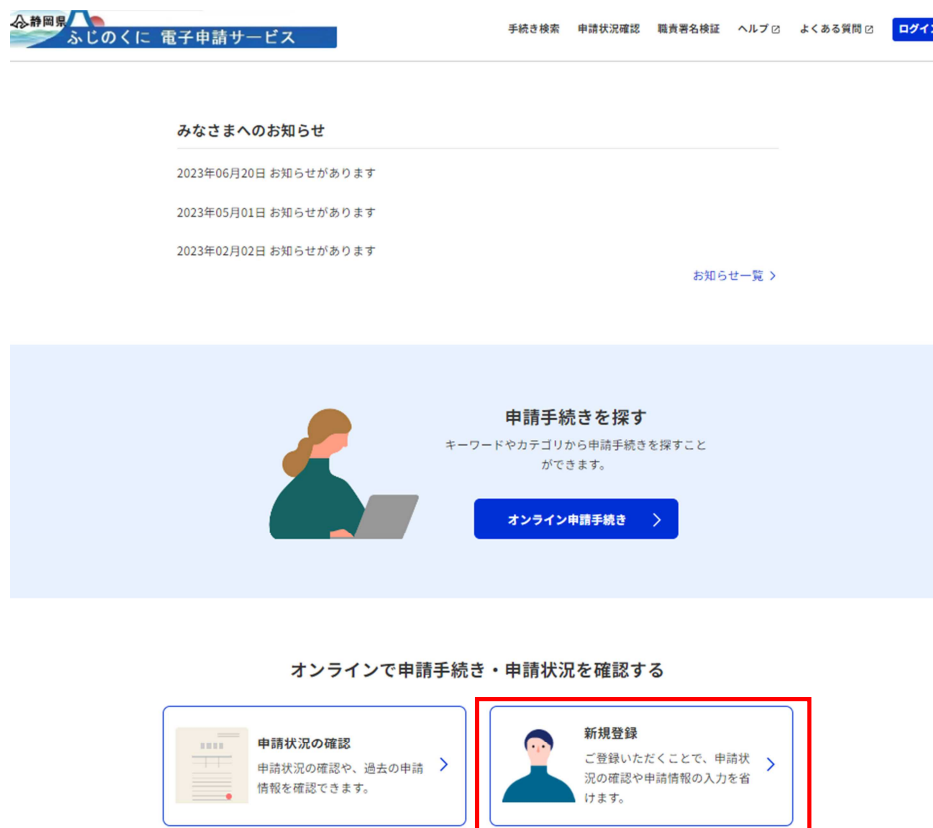 静岡県
ふじのくに 電子申請サービス
手続き検索 申請状況確認 職責署名検証 ヘルプ よくある質問 ログイン
みなさまへのお知らせ
2023年06月20日 お知らせがあります
2023年05月01日 お知らせがあります
2023年02月02日 お知らせがあります
お知らせ一覧
申請手続きを探す
キーワードやカテゴリから申請手続きを探すこと
ができます。
オンライン申請手続き
オンラインで申請手続き・申請状況を確認する
申請状況の確認
申請状況の確認や、過去の申請
情報を確認できます。
新規登録
ご登録いただくことで、申請状
況の確認や申請情報の入力を省
けます。